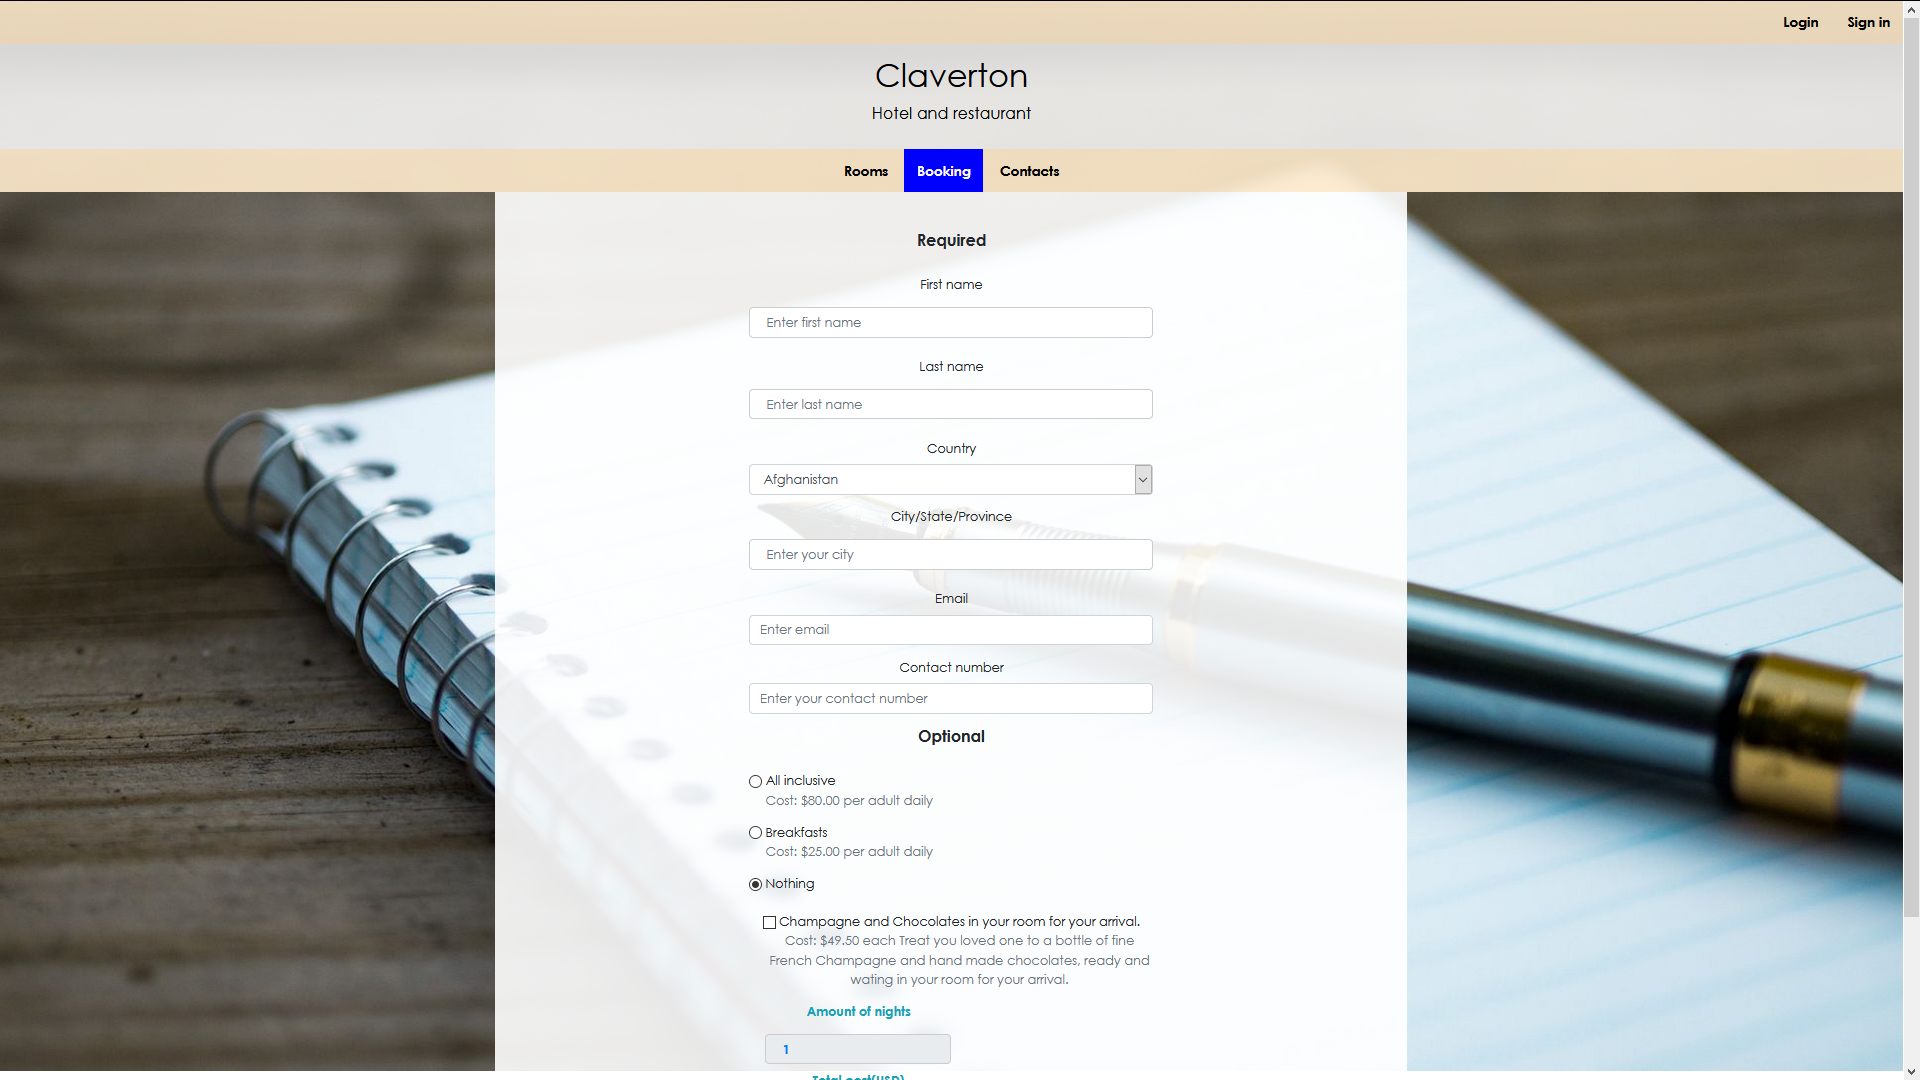 Login Sign in
Claverton
Hotel and restaurant
Rooms Booking Contacts
Required
First name
Enter first name
Last name
Enter last name
Country
Afghanistan
City/State/Province
Enter your city
Email
Enter email
Contact number
Enter your contact number
Optional
All inclusive
Cost: $80.00 per adult daily
Breakfasts
Cost: $25.00 per adult daily
Nothing
Champagne and Chocolates in your room for your arrival.
Cost: $49.50 each Treat you loved one to a bottle of fine
French Champagne and hand made chocolates, ready and
wating in your room for your arrival.
Amount of nights
1
Total cost(USD)